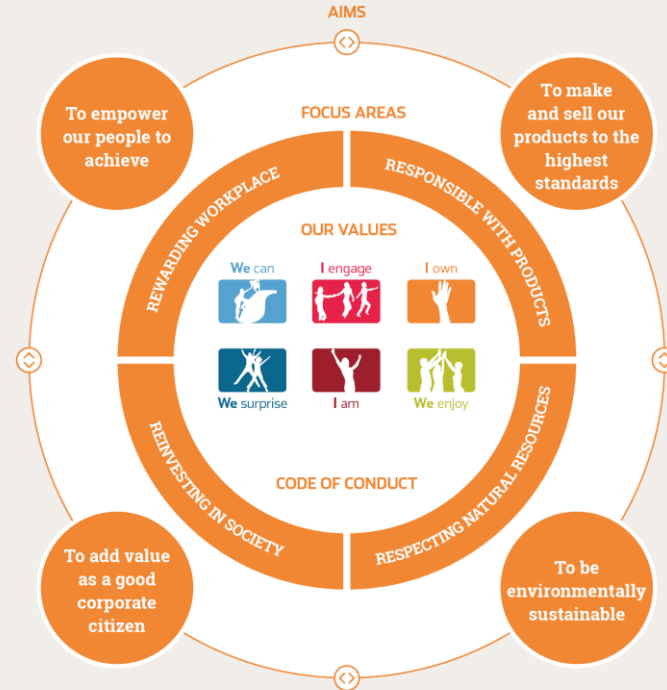 AIMS
To empower
our people to
achieve
To make
and sell our
products to the
highest
standards
FOCUS AREAS
REWARDING WORKPLACE
RESPONSIBLE WITH PRODUCTS
OUR VALUES
We can
I engage
I own
We surprise
I am
We enjoy
CODE OF CONDUCT
REINVESTING IN SOCIETY
RESPECTING NATURAL RESOURCES
To add value
as a good
corporate
citizen
To be
environmentally
sustainable